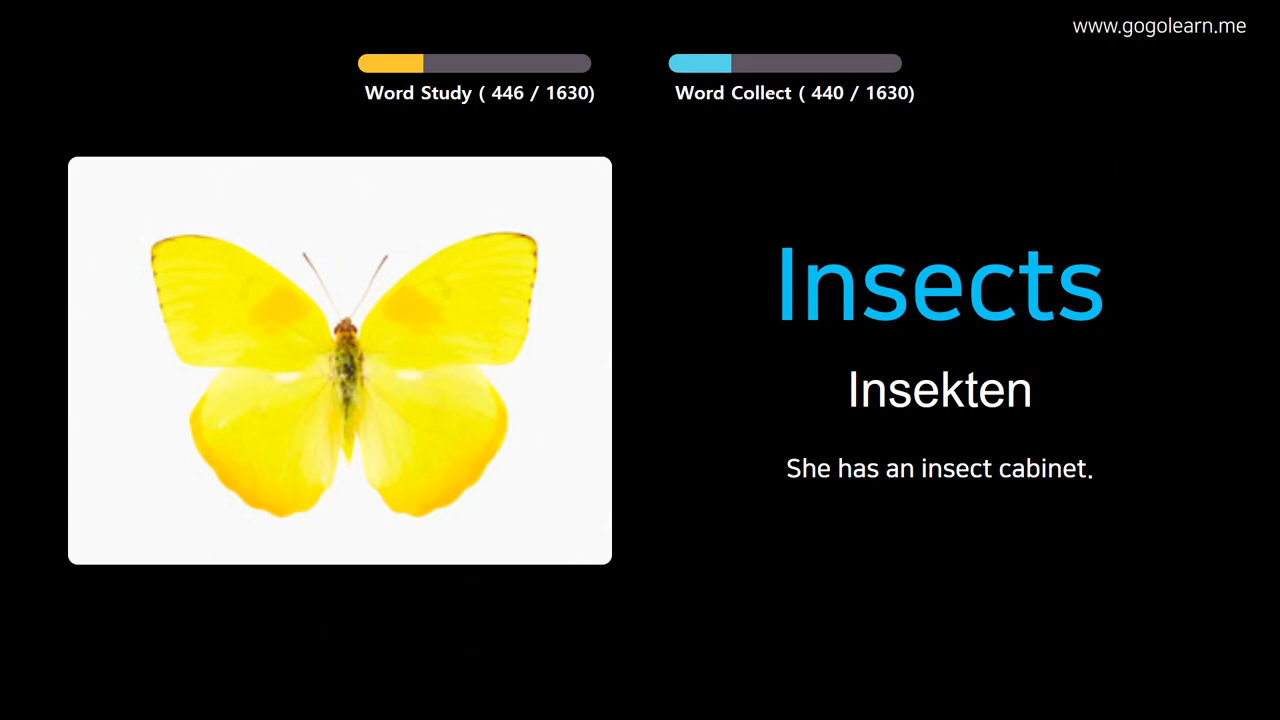 www.gogolearn.me
Word Study ( 446 / 1630)
Word Collect ( 440 / 1630)
Insects
Insekten
She has an insect cabinet.